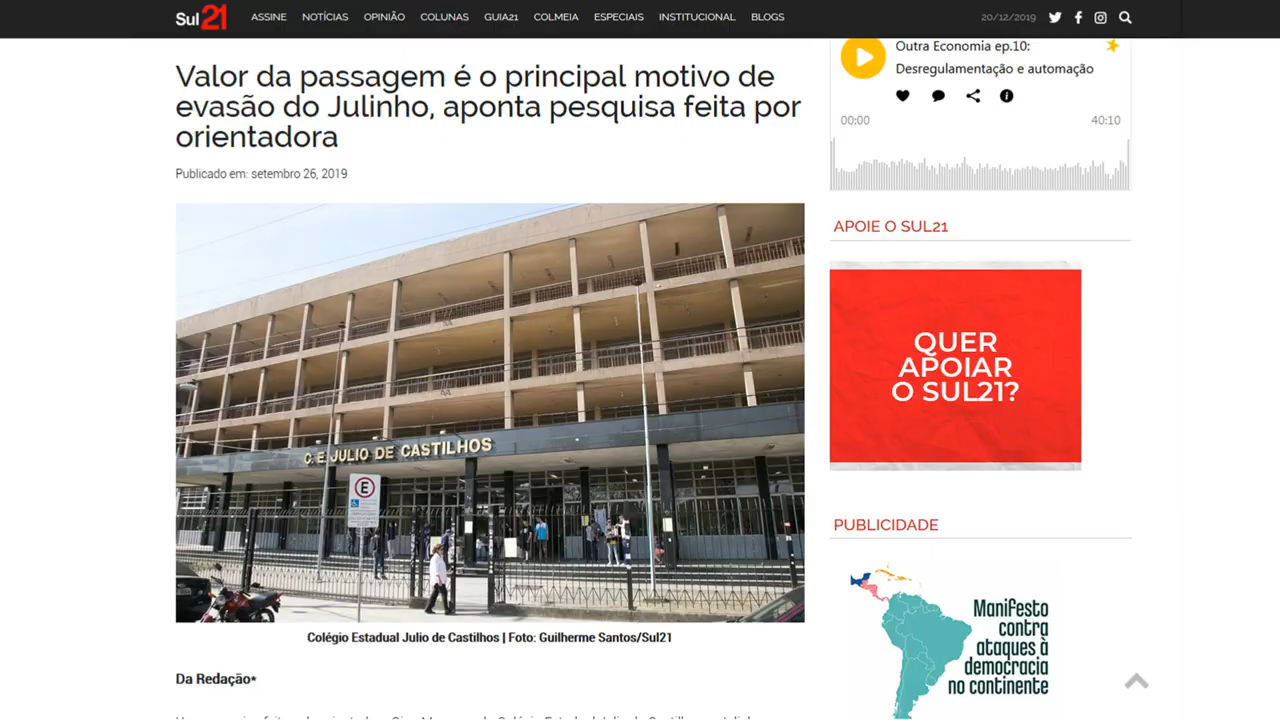 Sul21
ASSINE NOTÍCIAS OPINIÃO COLUNAS GUIA21 COLMEIA ESPECIAIS INSTITUCIONAL BLOGS
20/12/2019
Valor da passagem é o principal motivo de
evasão do Julinho, aponta pesquisa feita por
orientadora
Publicado em: setembro 26, 2019
C. E. JULIO DE CASTILHOS
E
Colégio Estadual Julio de Castilhos | Foto: Guilherme Santos/Sul21
Da Redação*
Outra Economia ep.10:
Desregulamentação e automação
00:00
40:10
APOIE O SUL21
QUER
APOIAR
O SUL21?
PUBLICIDADE
Manifesto
contra
ataques à
democracia
no continente